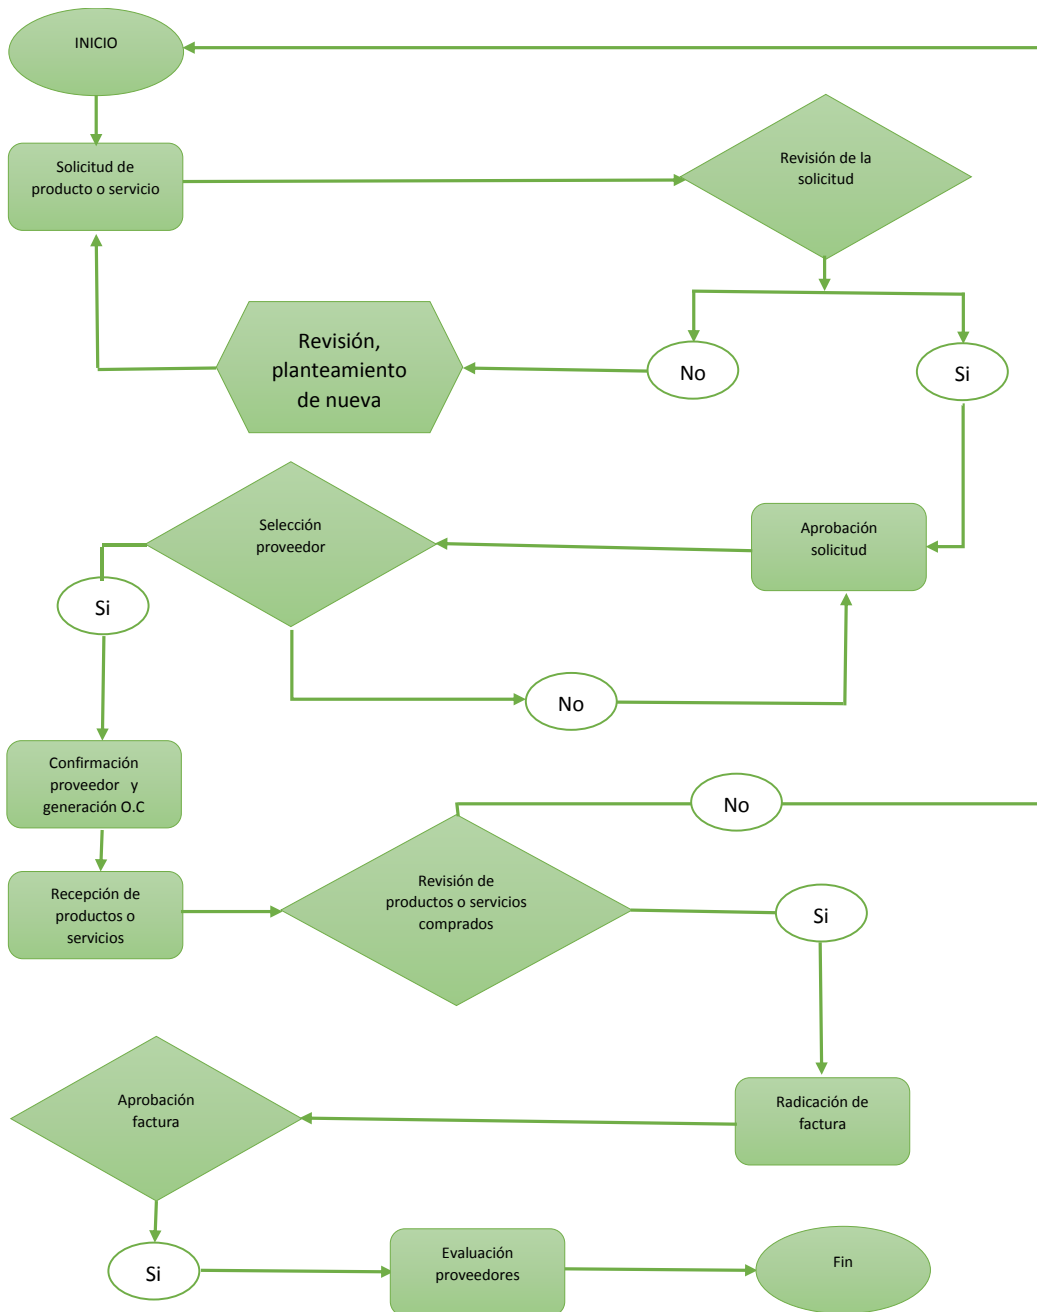 INICIO
Solicitud de
producto o servicio
Revisión de la
solicitud
Revisión,
planteamiento
de nueva
No
Si
Selección
proveedor
Aprobación
solicitud
Si
No
Confirmación
proveedor y
generación O.C
No
Recepción de
productos o
servicios
Revisión de
productos o servicios
comprados
Si
Aprobación
factura
Radicación de
factura
Si
Evaluación
proveedores
Fin